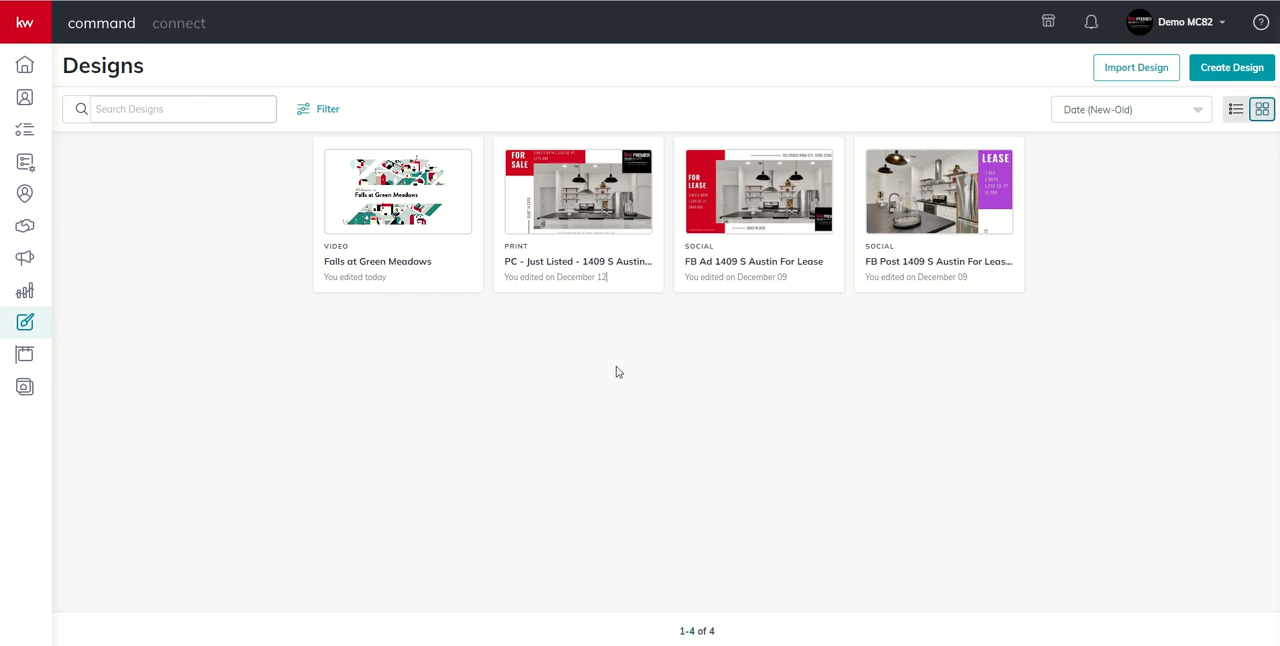 kw command connect Demo MC82
Designs
Import Design Create Design
Search Designs Filter Date (New-Old)
Falls at Green Meadows
FOR
SALE
FOR
LEASE
LEASE
VIDEO PRINT SOCIAL SOCIAL
Falls at Green Meadows PC - Just Listed - 1409 S Austin... FB Ad 1409 S Austin For Lease FB Post 1409 S Austin For Leas...
You edited today You edited on December 12 You edited on December 09 You edited on December 09
1-4 of 4